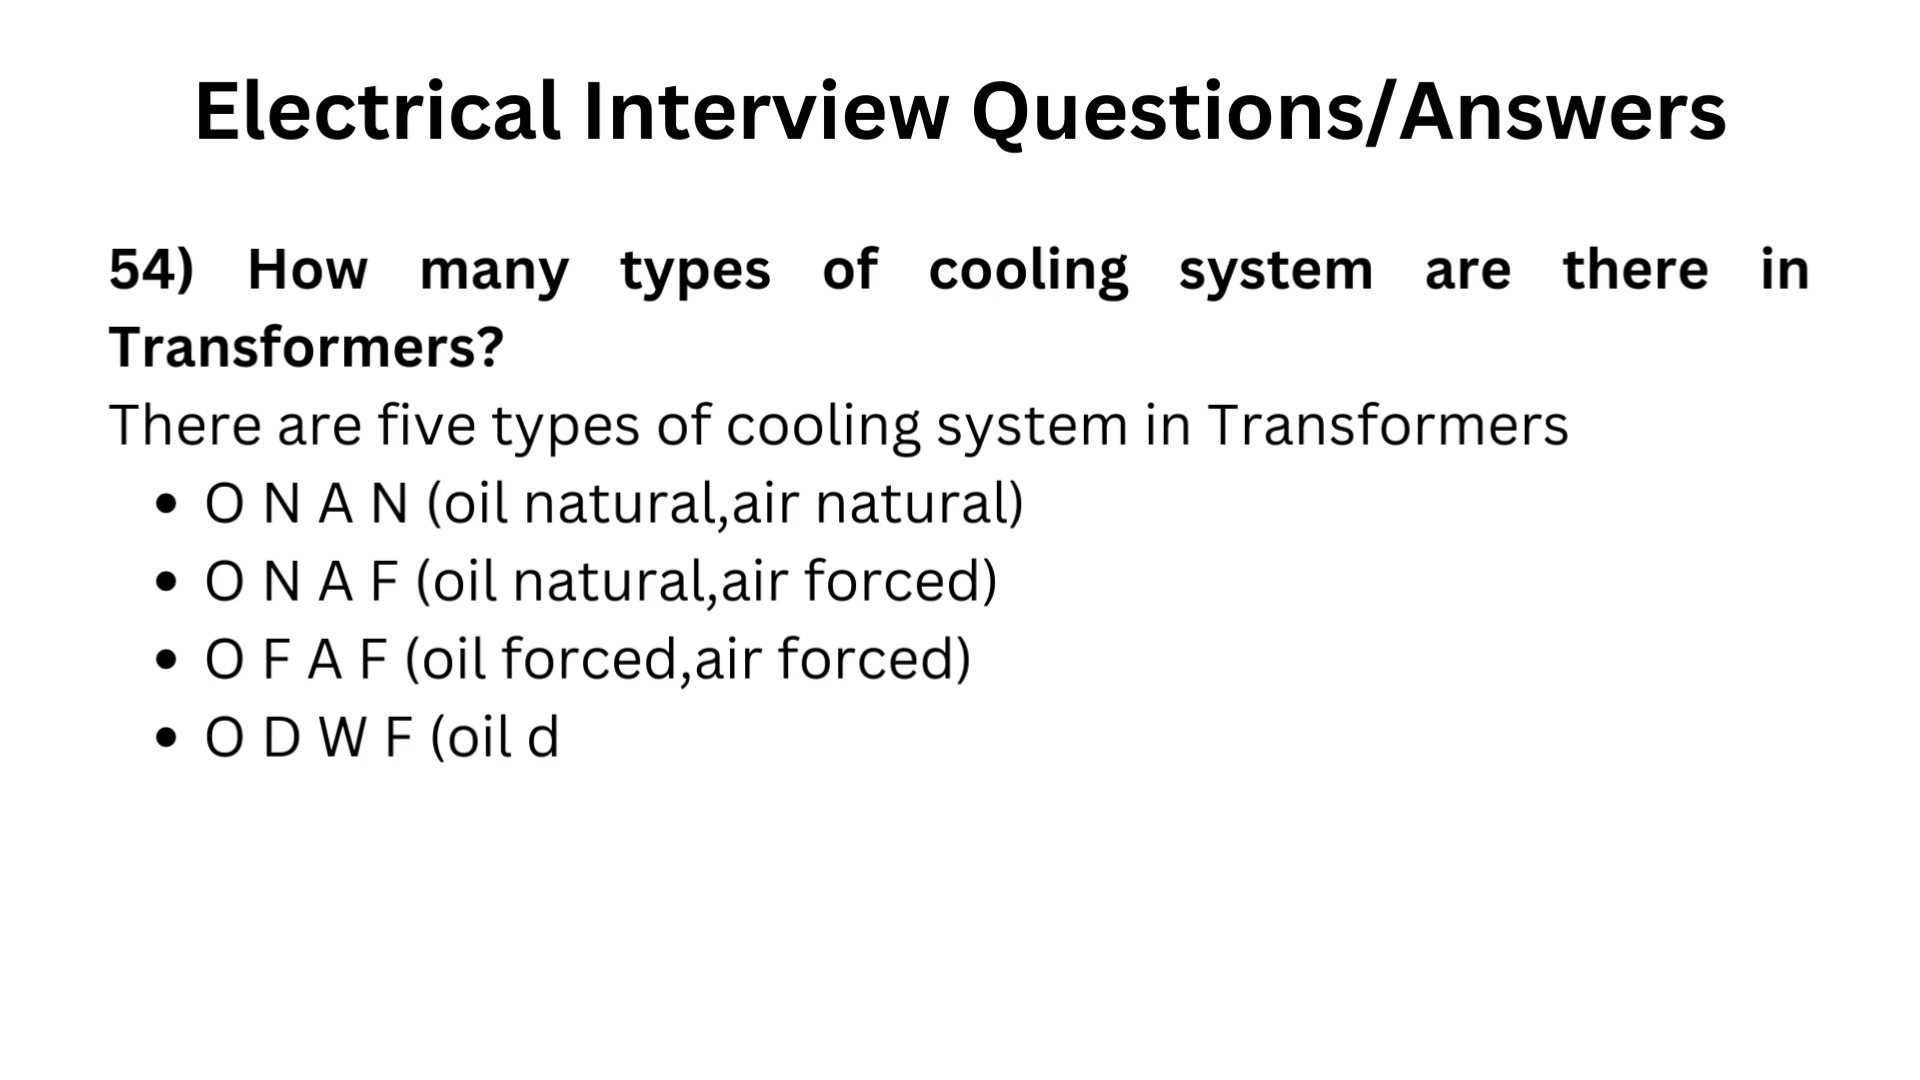 Electrical Interview Questions/Answers
54) How many types of cooling system are there in
Transformers?
There are five types of cooling system in Transformers
• O N A N (oil natural,air natural)
• O N A F (oil natural,air forced)
• O F A F (oil forced,air forced)
• O D W F (oil d